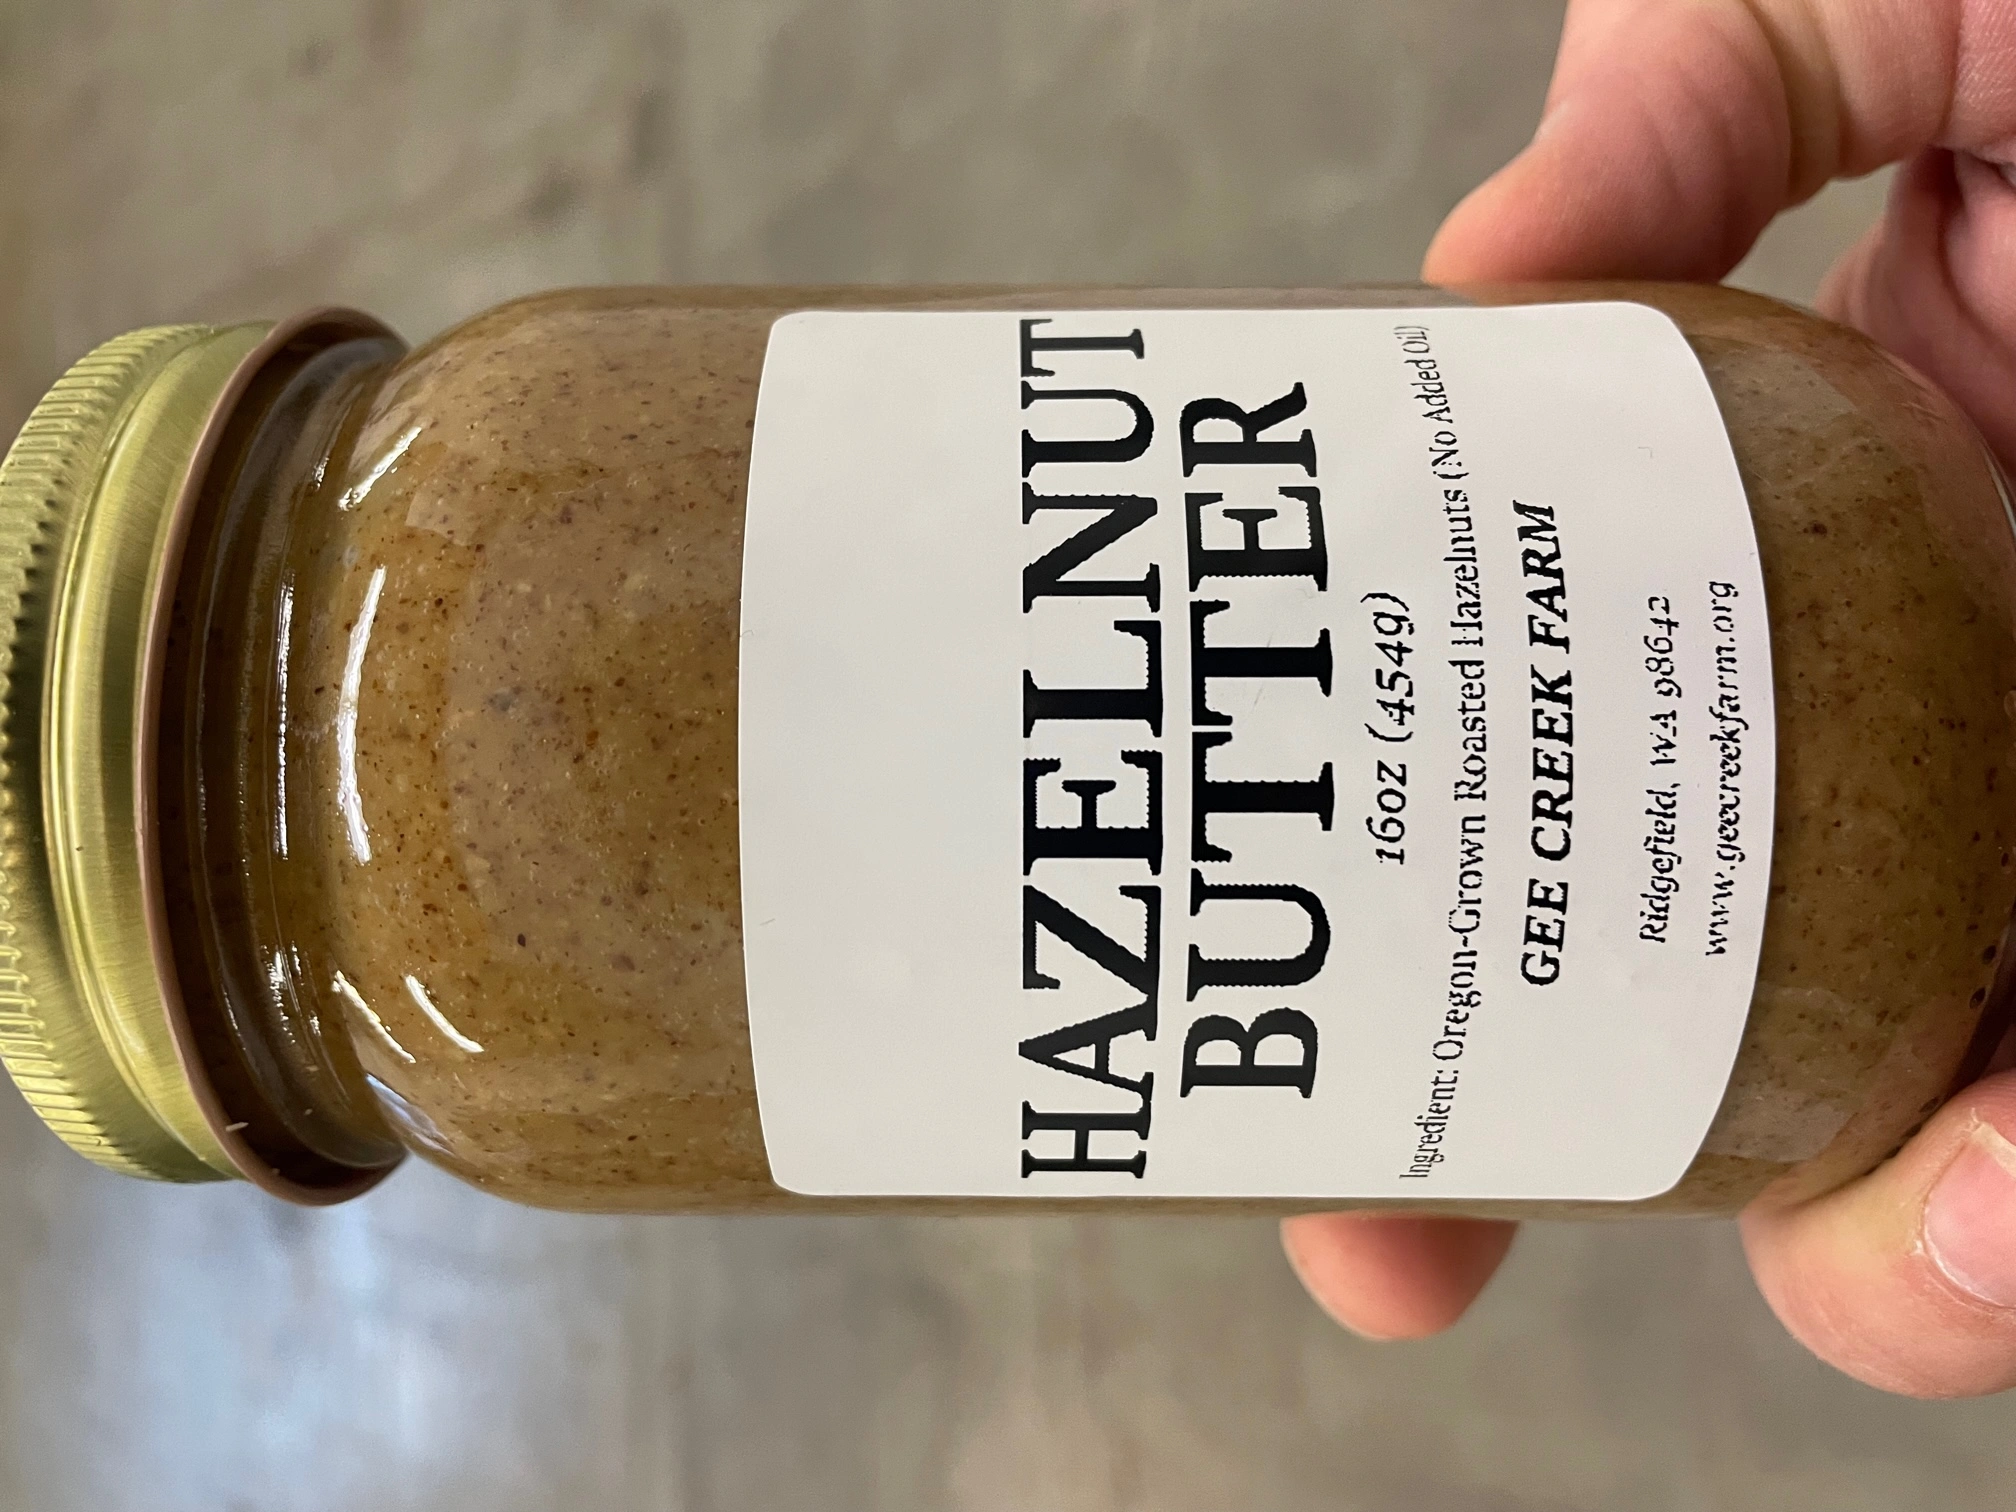 HAZELNUT
BUTTER
16oz (454g)
Ingredient: Oregon-Grown Roasted Hazelnuts (No Added Oil)
GEE CREEK FARM
Ridgefield, WA 98642
www.geecreekfarm.org